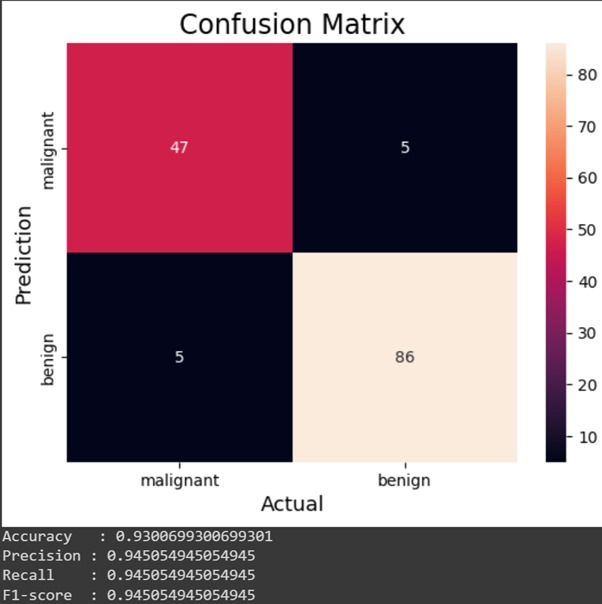 Confusion Matrix
malignant
47
5
80
70
60
Prediction
50
40
benign
5
86
30
20
10
malignant
benign
Actual
Accuracy   : 0.9300699300699301
Precision : 0.945054945054945
Recall    : 0.945054945054945
F1-score  : 0.945054945054945